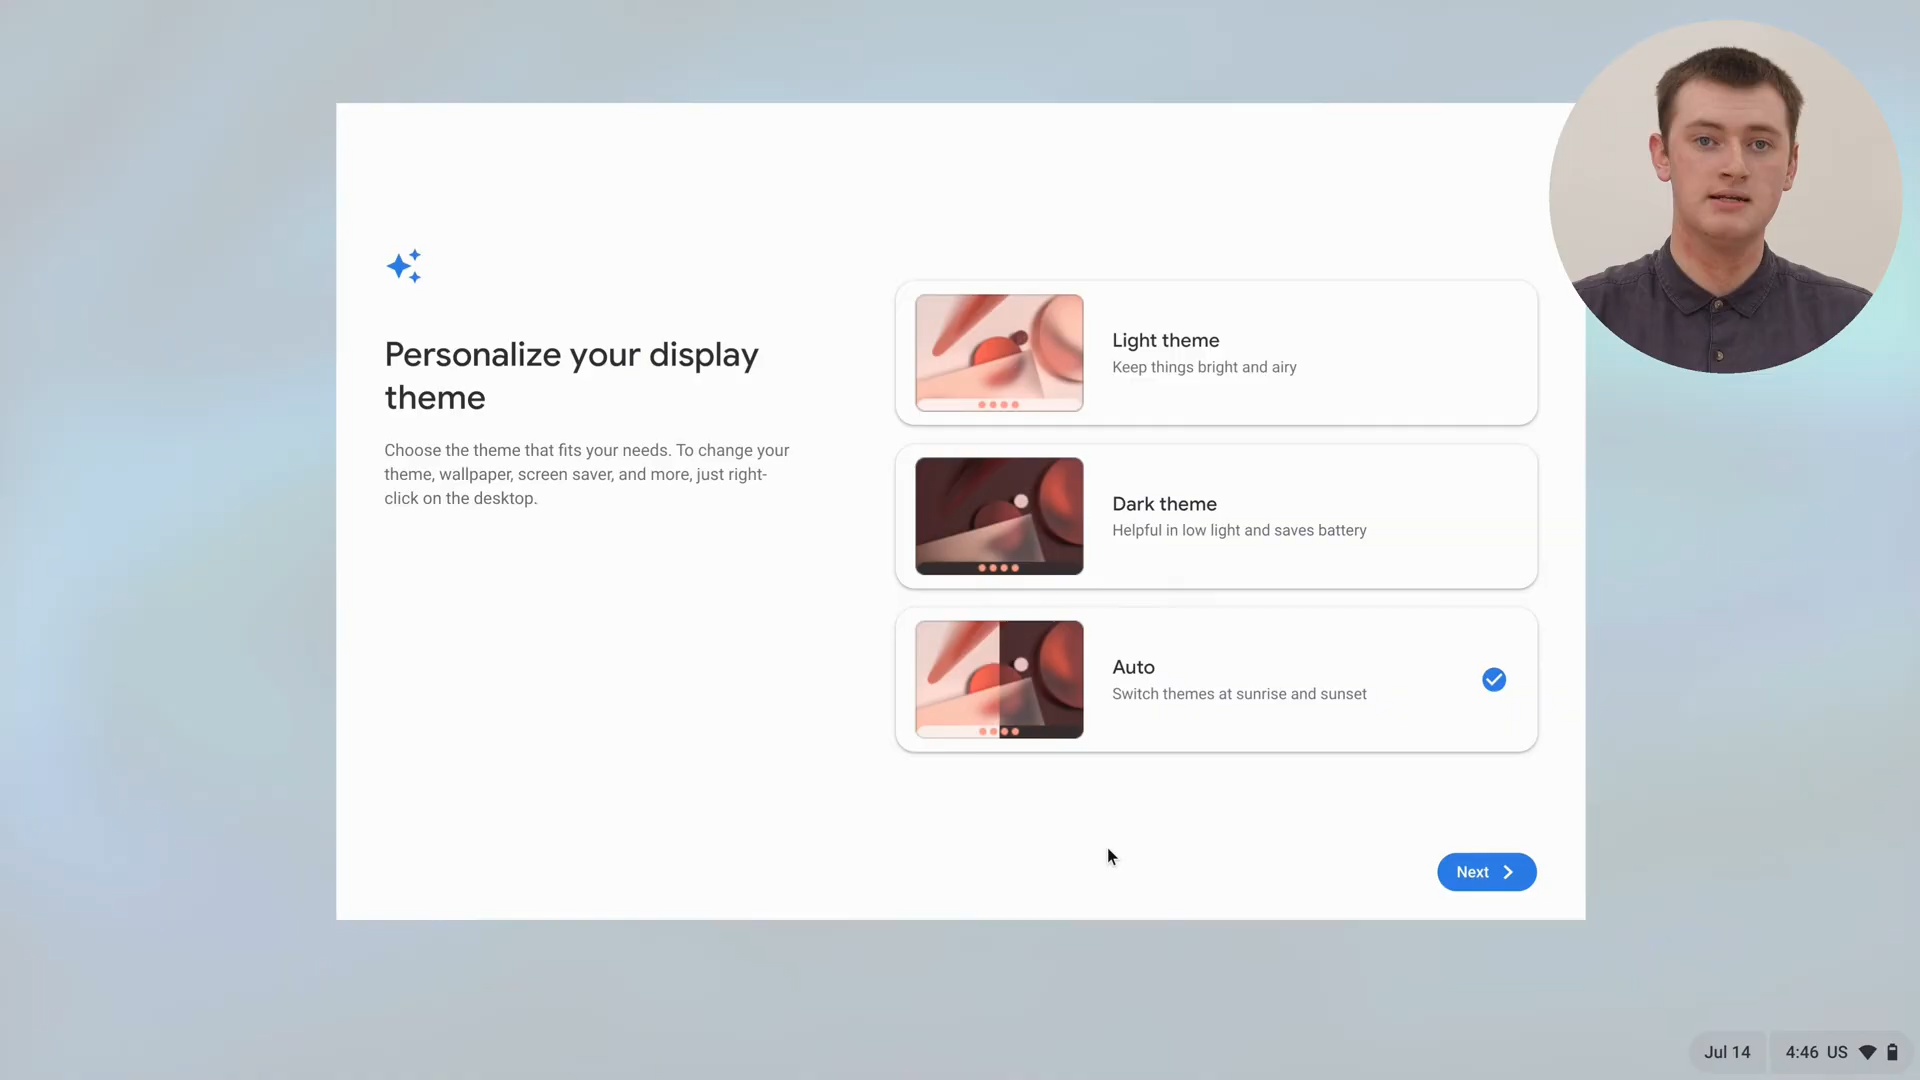 Personalize your display
theme
Choose the theme that fits your needs. To change your
theme, wallpaper, screen saver, and more, just right-
click on the desktop.
Light theme
Keep things bright and airy
Dark theme
Helpful in low light and saves battery
Auto
Switch themes at sunrise and sunset
Next
Jul 14
4:46 US